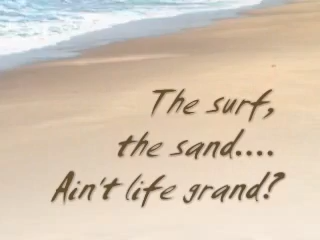 The surf,
the sand....
Ain't life grand?